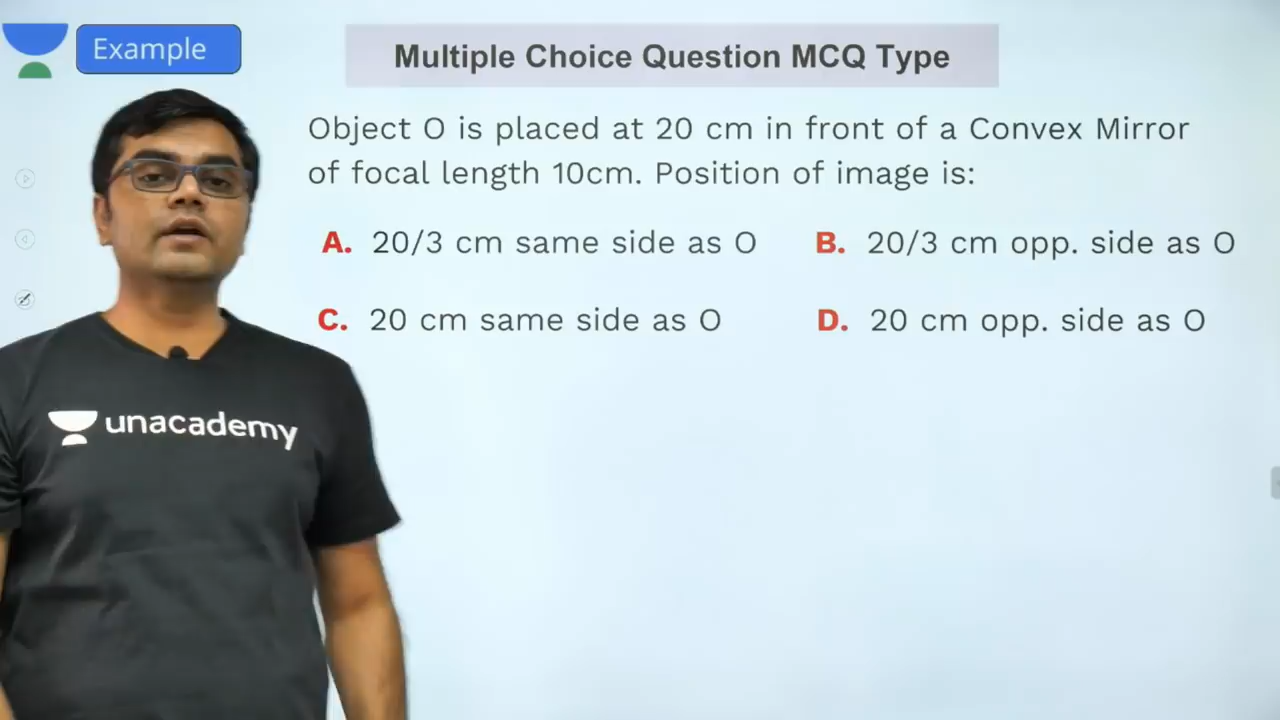 Example
Multiple Choice Question MCQ Type
Object O is placed at 20 cm in front of a Convex Mirror
of focal length 10cm. Position of image is:
A. 20/3 cm same side as O
B. 20/3 cm opp. side as O
C. 20 cm same side as O
D. 20 cm opp. side as O
unacademy